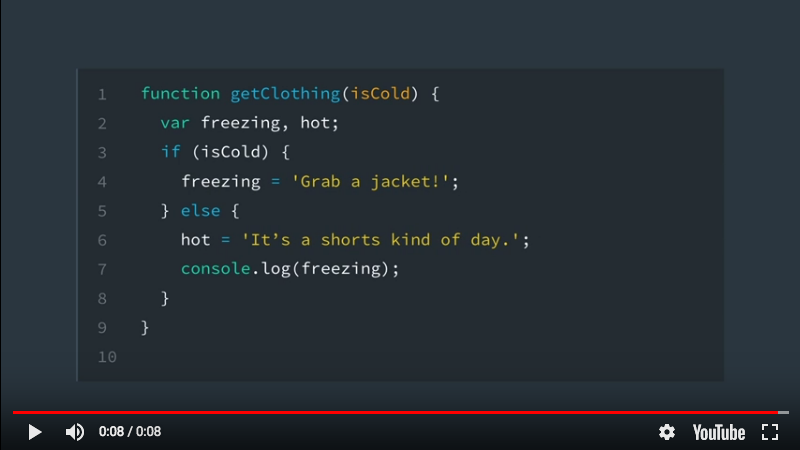 1 function getClothing(isCold) {
2 var freezing, hot;
3 if (isCold) {
4 freezing = 'Grab a jacket!';
5 } else {
6 hot = 'It’s a shorts kind of day.';
7 console.log(freezing);
8 }
9 }
10
0:08 / 0:08 YouTube